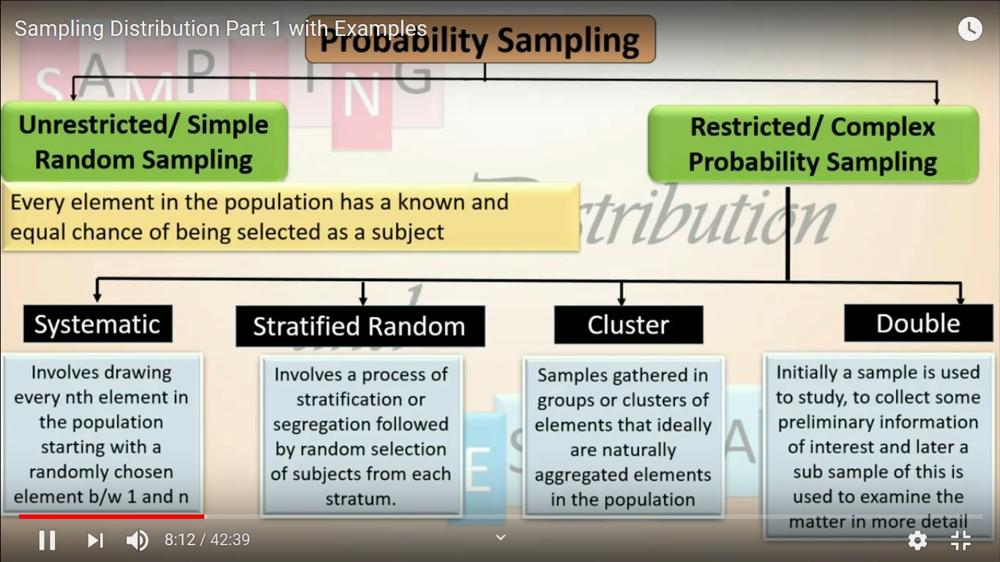 Sampling Distribution Part 1 with Examples
Probability Sampling
SAMPLING
Unrestricted/ Simple
Random Sampling
Restricted/ Complex
Probability Sampling
Every element in the population has a known and
equal chance of being selected as a subject
Systematic
Involves drawing
every nth element in
the population
starting with a
randomly chosen
element b/w 1 and n
Stratified Random
Involves a process of
stratification or
segregation followed
by random selection
of subjects from each
stratum.
Cluster
Samples gathered in
groups or clusters of
elements that ideally
are naturally
aggregated elements
in the population
Double
Initially a sample is used
to study, to collect some
preliminary information
of interest and later a
sub sample of this is
used to examine the
matter in more detail
8:12 / 42:39